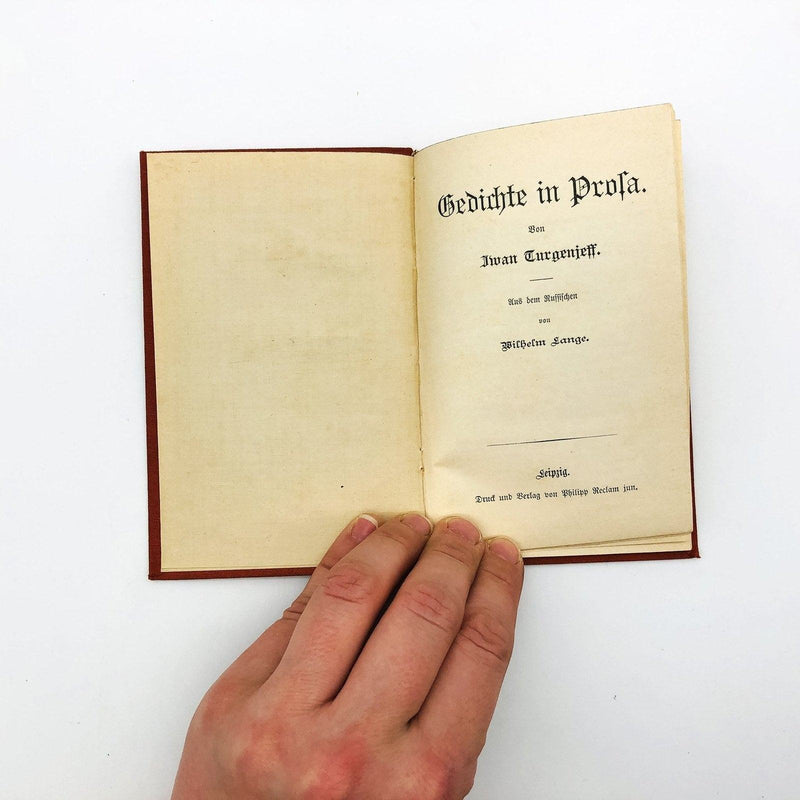 Gedichte in Proſa.
Von
Iwan Turgenjeff.
Aus dem Ruſſiſchen
von
Wilhelm Lange.
Leipzig.
Druck und Verlag von Philipp Reclam jun.